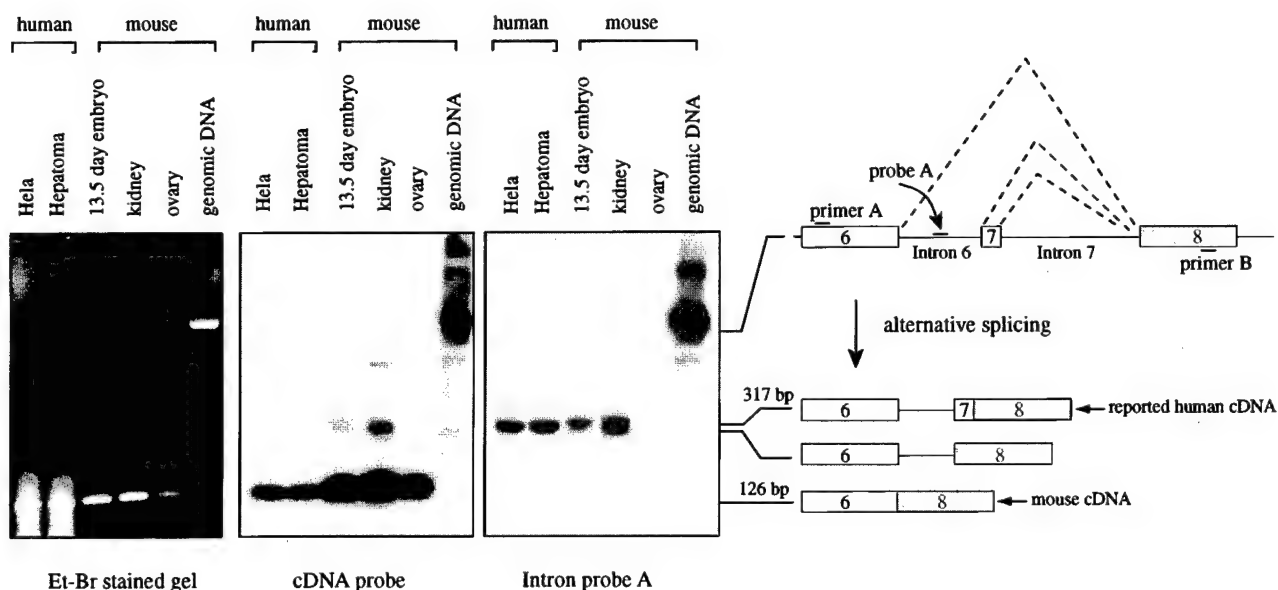 human
mouse
Hela
Hepatoma
13.5 day embryo
kidney
ovary
genomic DNA
Et-Br stained gel
human
mouse
Hela
Hepatoma
13.5 day embryo
kidney
ovary
genomic DNA
cDNA probe
human
mouse
Hela
Hepatoma
13.5 day embryo
kidney
ovary
genomic DNA
Intron probe A
probe A
primer A
6
Intron 6
7
Intron 7
8
primer B
alternative splicing
317 bp
6
7
8
reported human cDNA
6
8
126 bp
6
8
mouse cDNA